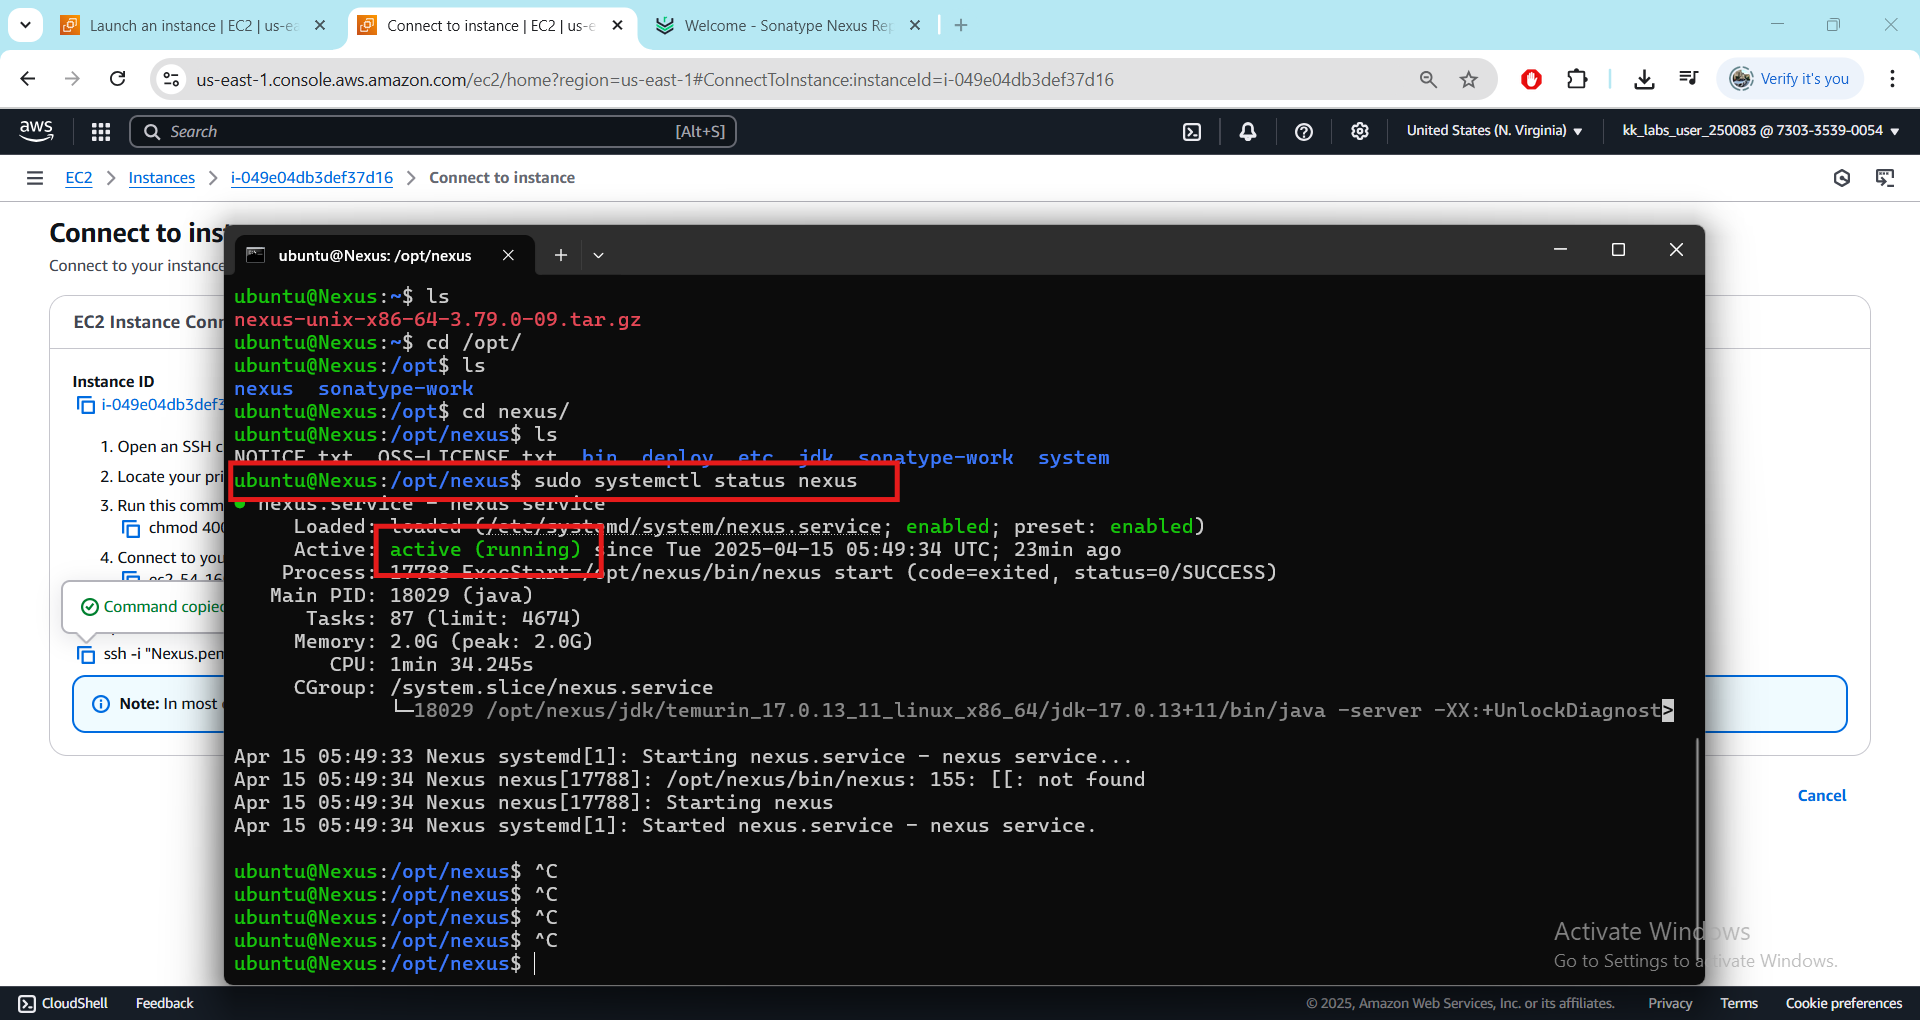 Launch an instance | EC2 | us-ea
Connect to instance | EC2 | us-e
Welcome - Sonatype Nexus Rep
us-east-1.console.aws.amazon.com/ec2/home?region=us-east-1#ConnectToInstance:instanceId=i-049e04db3def37d16
Verify it's you
aws
Search
[Alt+S]
United States (N. Virginia)
kk_labs_user_250083 @ 7303-3539-0054
EC2
Instances
i-049e04db3def37d16
Connect to instance
Connect to ins
Connect to your instance
EC2 Instance Conn
Instance ID
i-049e04db3def3
1. Open an SSH c
2. Locate your pri
3. Run this comm
chmod 400
4. Connect to you
ec2-54-16
Command copied
ssh -i "Nexus.pem
Note: In most
ubuntu@Nexus: /opt/nexus
ubuntu@Nexus:~$ ls
nexus-unix-x86-64-3.79.0-09.tar.gz
ubuntu@Nexus:~$ cd /opt/
ubuntu@Nexus:/opt$ ls
nexus  sonatype-work
ubuntu@Nexus:/opt$ cd nexus/
ubuntu@Nexus:/opt/nexus$ ls
NOTICE.txt  OSS-LICENSE.txt  bin  deploy  etc  jdk  sonatype-work  system
ubuntu@Nexus:/opt/nexus$ sudo systemctl status nexus
● nexus.service - nexus service
Loaded: loaded (/etc/systemd/system/nexus.service; enabled; preset: enabled)
Active: active (running) since Tue 2025-04-15 05:49:34 UTC; 23min ago
Process: 17788 ExecStart=/opt/nexus/bin/nexus start (code=exited, status=0/SUCCESS)
Main PID: 18029 (java)
Tasks: 87 (limit: 4674)
Memory: 2.0G (peak: 2.0G)
CPU: 1min 34.245s
CGroup: /system.slice/nexus.service
└─18029 /opt/nexus/jdk/temurin_17.0.13_11_linux_x86_64/jdk-17.0.13+11/bin/java -server -XX:+UnlockDiagnost>
Apr 15 05:49:33 Nexus systemd[1]: Starting nexus.service - nexus service...
Apr 15 05:49:34 Nexus nexus[17788]: /opt/nexus/bin/nexus: 155: [[: not found
Apr 15 05:49:34 Nexus nexus[17788]: Starting nexus
Apr 15 05:49:34 Nexus systemd[1]: Started nexus.service - nexus service.
ubuntu@Nexus:/opt/nexus$ ^C
ubuntu@Nexus:/opt/nexus$ ^C
ubuntu@Nexus:/opt/nexus$ ^C
ubuntu@Nexus:/opt/nexus$ ^C
ubuntu@Nexus:/opt/nexus$
Cancel
Activate Windows
Go to Settings to activate Windows.
CloudShell
Feedback
© 2025, Amazon Web Services, Inc. or its affiliates.
Privacy
Terms
Cookie preferences